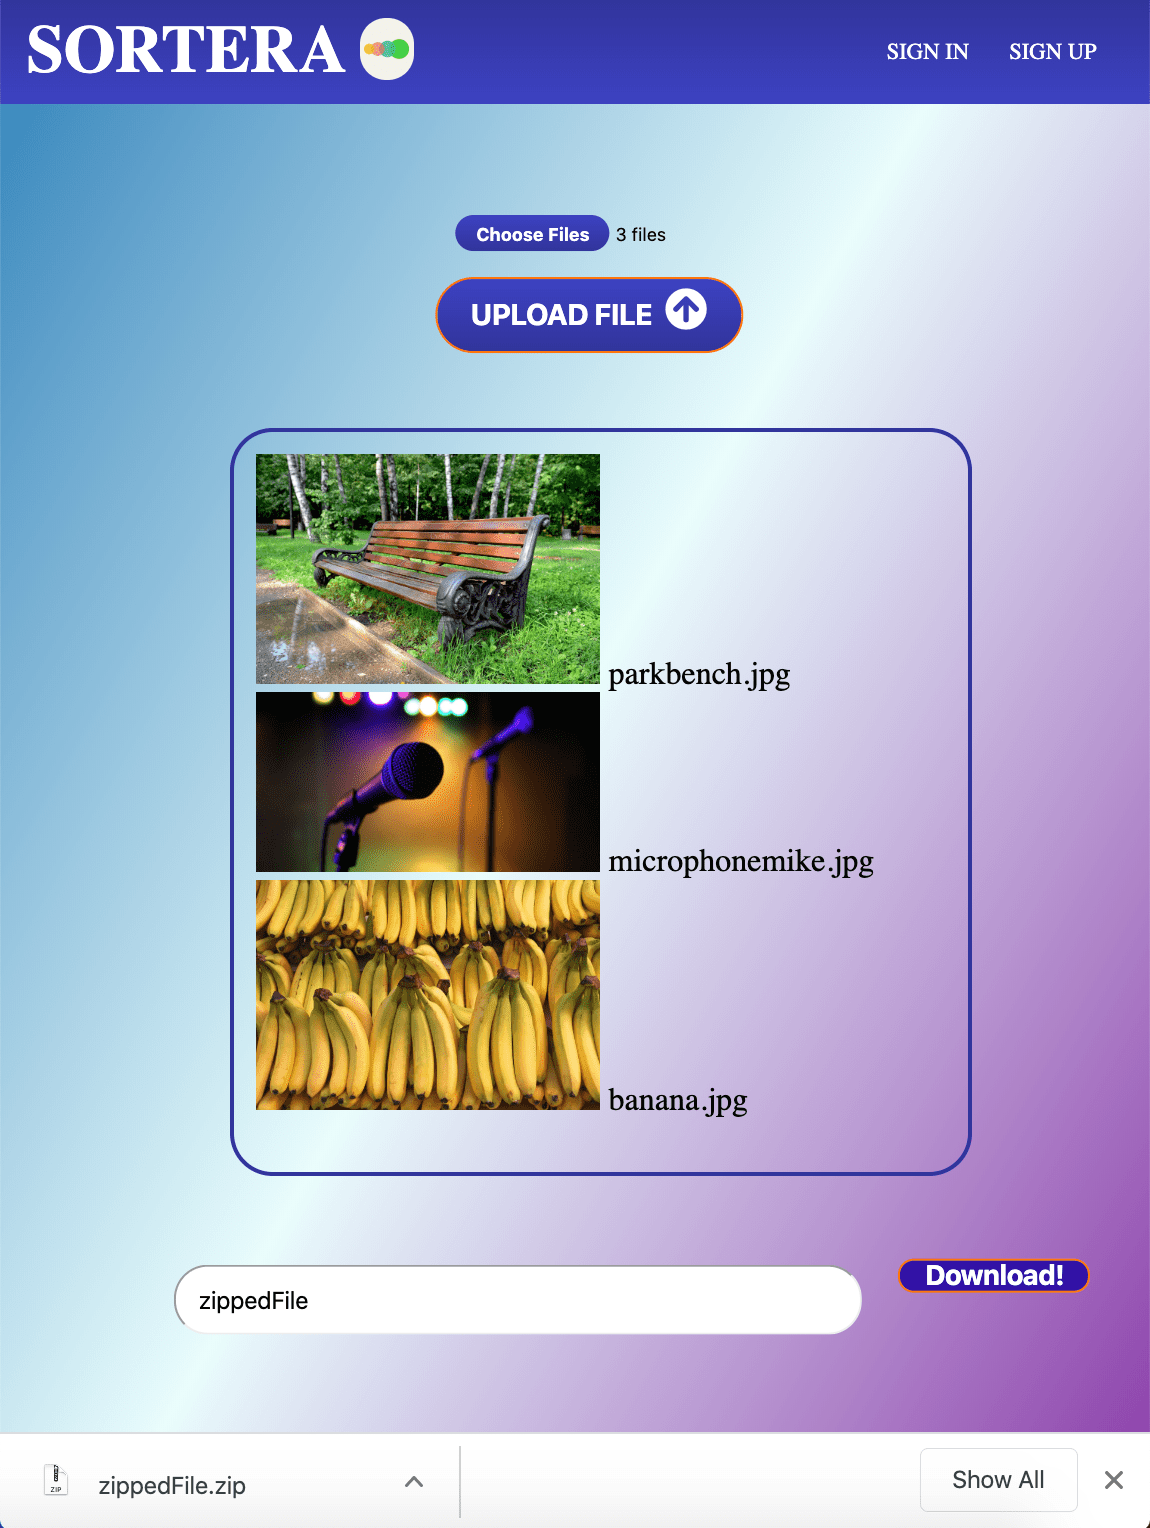 SORTERA
SIGN IN SIGN UP
Choose Files 3 files
UPLOAD FILE
parkbench.jpg
microphonemike.jpg
banana.jpg
zippedFile
Download!
ZIP
zippedFile.zip
Show All